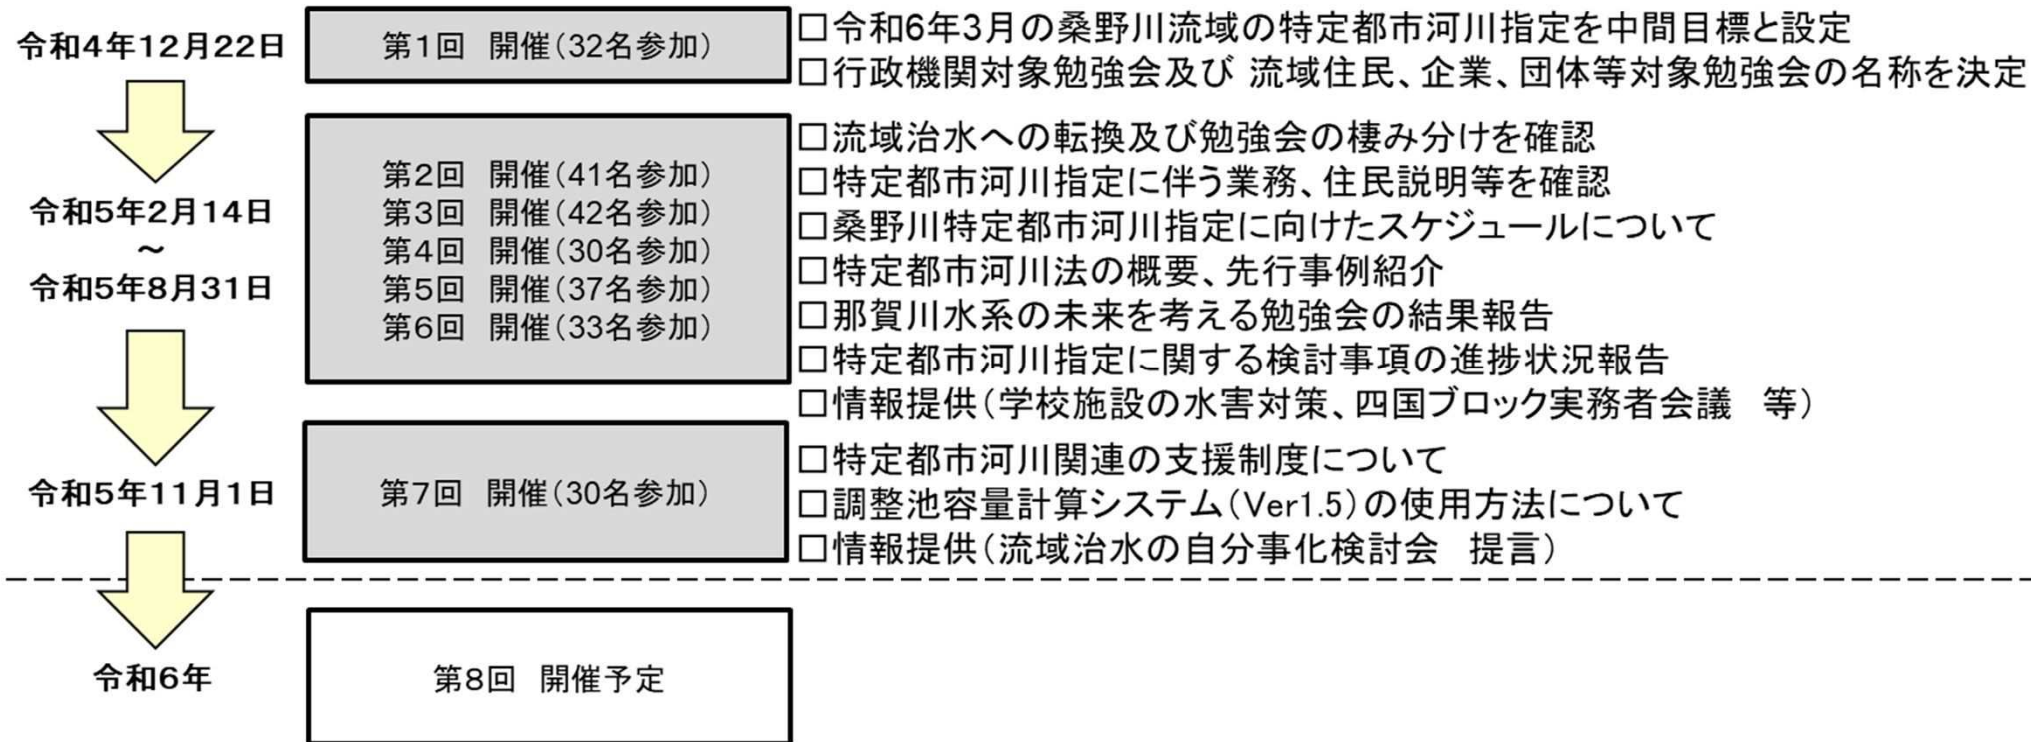 令和4年12月22日
第1回 開催(32名参加)
□令和6年3月の桑野川流域の特定都市河川指定を中間目標と設定
□行政機関対象勉強会及び 流域住民、企業、団体等対象勉強会の名称を決定
令和5年2月14日
～
令和5年8月31日
第2回 開催(41名参加)
第3回 開催(42名参加)
第4回 開催(30名参加)
第5回 開催(37名参加)
第6回 開催(33名参加)
□流域治水への転換及び勉強会の棲み分けを確認
□特定都市河川指定に伴う業務、住民説明等を確認
□桑野川特定都市河川指定に向けたスケジュールについて
□特定都市河川法の概要、先行事例紹介
□那賀川水系の未来を考える勉強会の結果報告
□特定都市河川指定に関する検討事項の進捗状況報告
□情報提供(学校施設の水害対策、四国ブロック実務者会議 等)
令和5年11月1日
第7回 開催(30名参加)
□特定都市河川関連の支援制度について
□調整池容量計算システム(Ver1.5)の使用方法について
□情報提供(流域治水の自分事化検討会 提言)
令和6年
第8回 開催予定